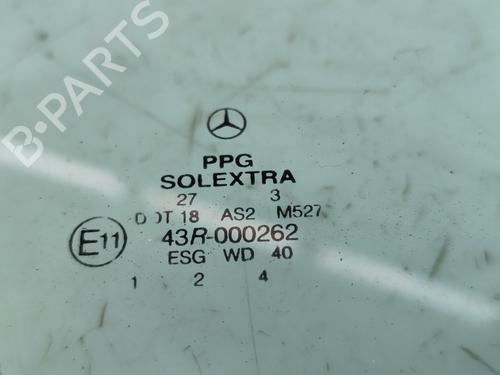 B-PARTS
PPG
SOLEXTRA
27 3
DOT 18 AS2 M527
E11 43R-000262
ESG WD 40
1 2 4